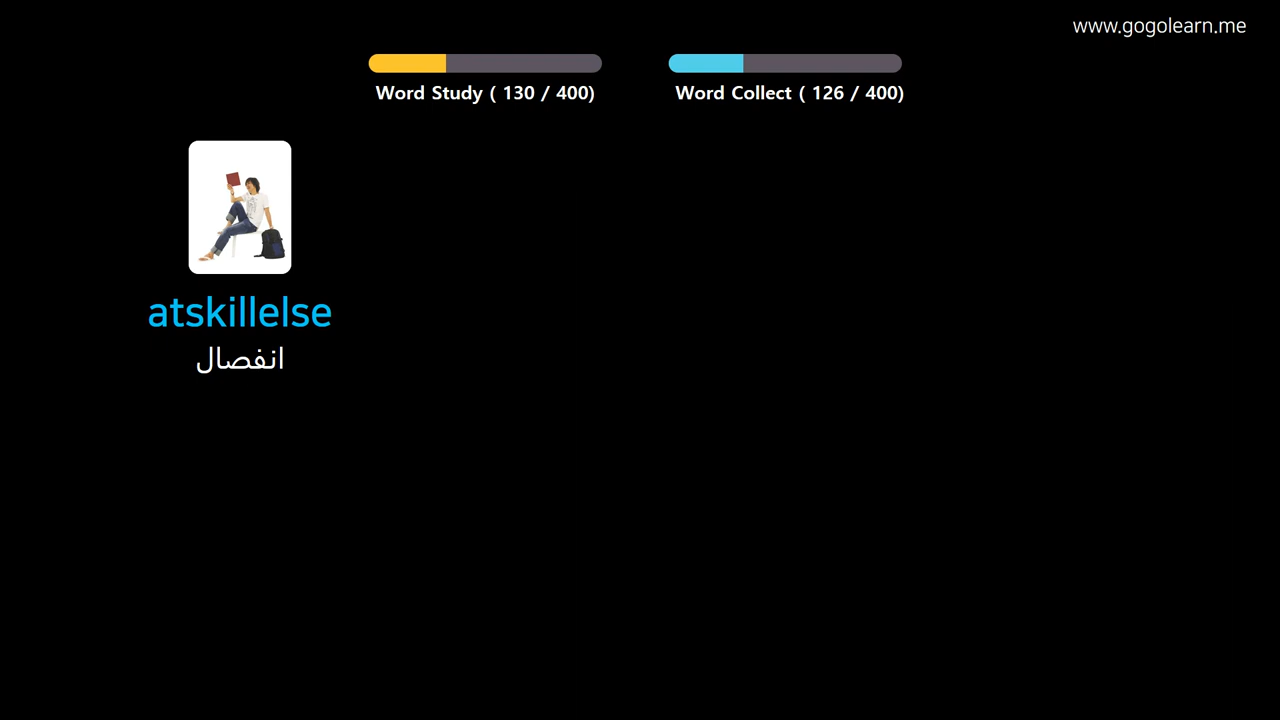 www.gogolearn.me
Word Study ( 130 / 400)
Word Collect ( 126 / 400)
atskillelse
انفصال